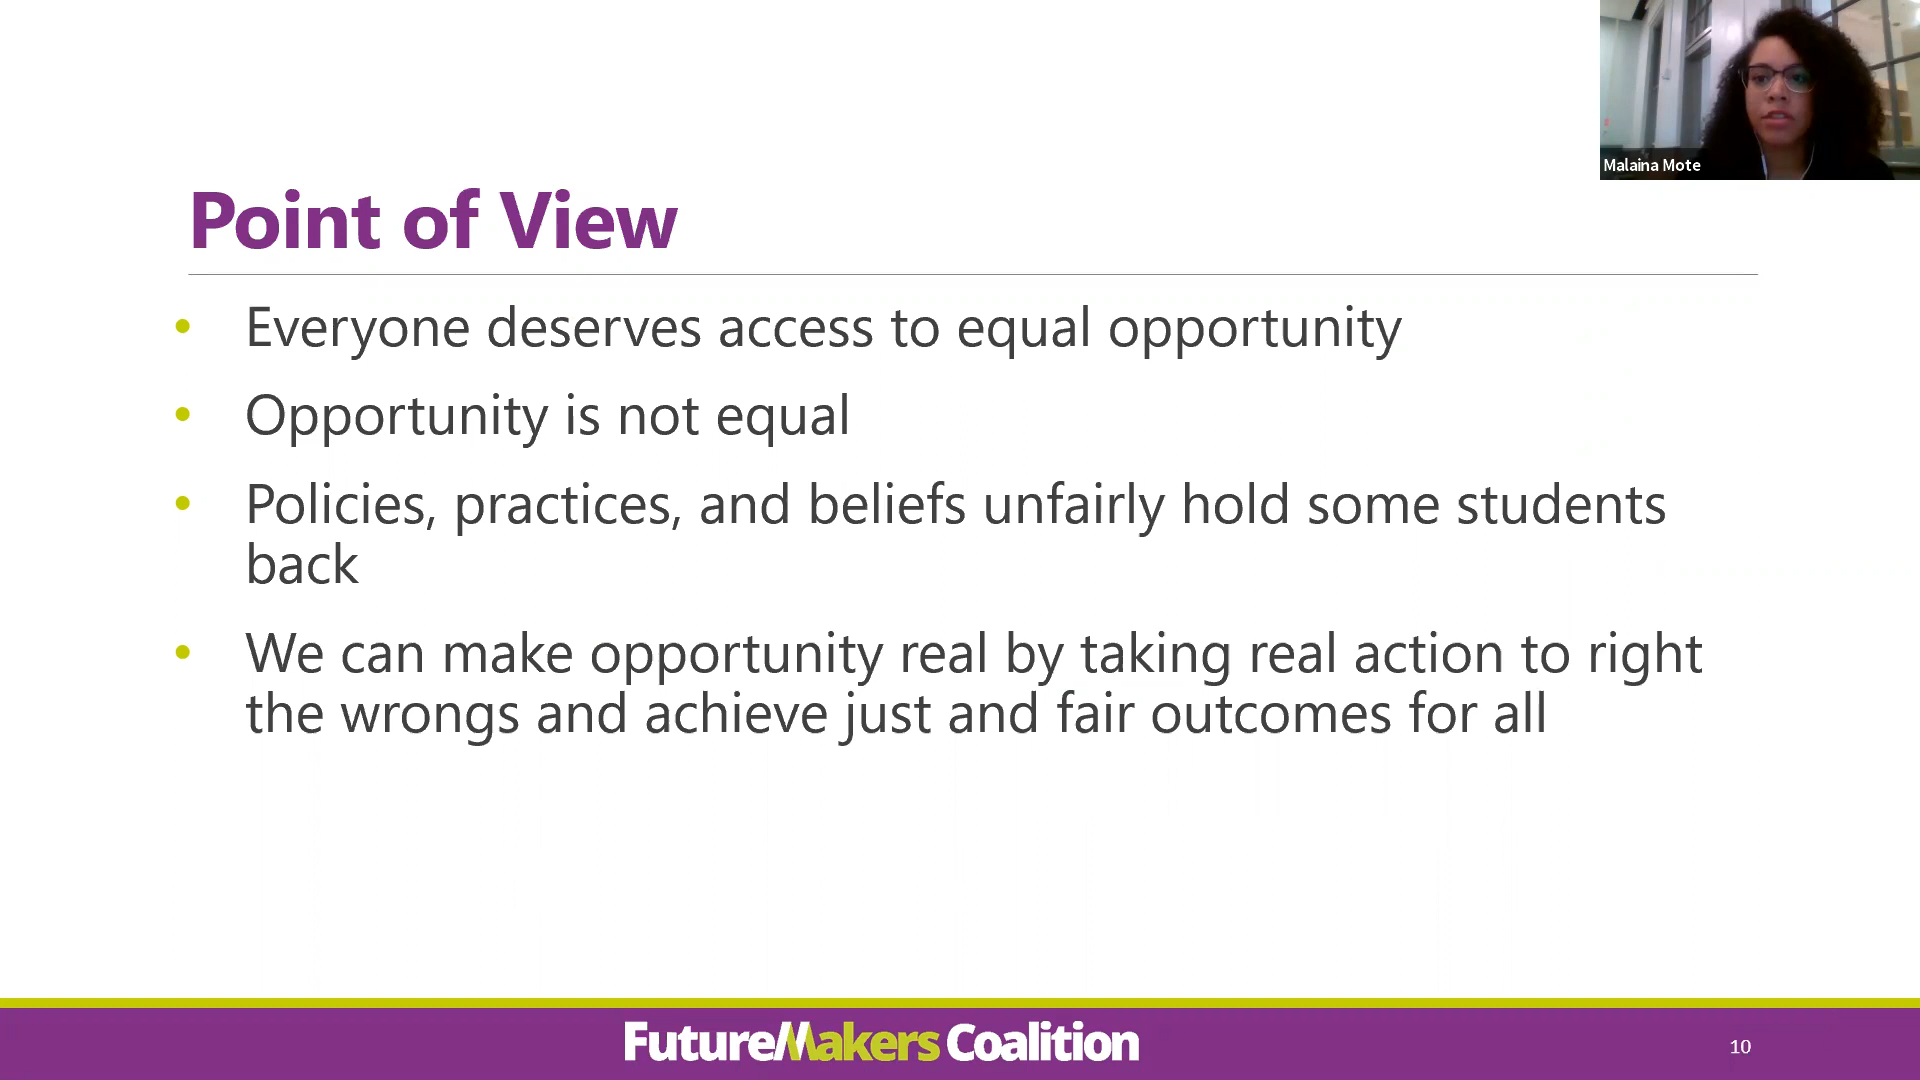 Malaina Mote
Point of View
• Everyone deserves access to equal opportunity
• Opportunity is not equal
• Policies, practices, and beliefs unfairly hold some students
back
• We can make opportunity real by taking real action to right
the wrongs and achieve just and fair outcomes for all
FutureMakers Coalition
10